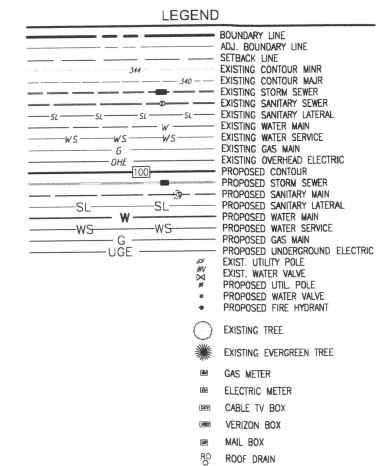 LEGEND
BOUNDARY LINE
ADJ. BOUNDARY LINE
SETBACK LINE
344 EXISTING CONTOUR MINR
340 EXISTING CONTOUR MAJR
EXISTING STORM SEWER
EXISTING SANITARY SEWER
SL SL SL SL EXISTING SANITARY LATERAL
W EXISTING WATER MAIN
WS WS WS EXISTING WATER SERVICE
G EXISTING GAS MAIN
OHE EXISTING OVERHEAD ELECTRIC
100 PROPOSED CONTOUR
PROPOSED STORM SEWER
PROPOSED SANITARY MAIN
SL SL PROPOSED SANITARY LATERAL
W PROPOSED WATER MAIN
WS WS PROPOSED WATER SERVICE
G PROPOSED GAS MAIN
UGE PROPOSED UNDERGROUND ELECTRIC
EXIST. UTILITY POLE
WV EXIST. WATER VALVE
PROPOSED UTIL. POLE
PROPOSED WATER VALVE
PROPOSED FIRE HYDRANT
EXISTING TREE
EXISTING EVERGREEN TREE
GAS METER
ELECTRIC METER
CABLE TV BOX
VERIZON BOX
MAIL BOX
RD ROOF DRAIN